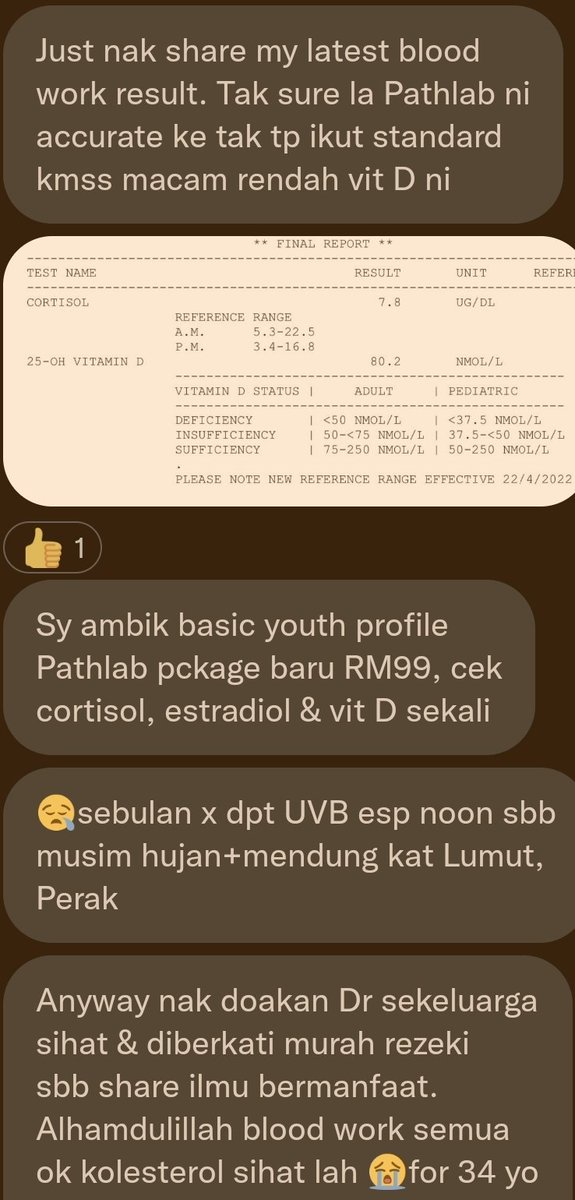 Just nak share my latest blood
work result. Tak sure la Pathlab ni
accurate ke tak tp ikut standard
kmss macam rendah vit D ni
** FINAL REPORT **
TEST NAME RESULT UNIT REFERE
CORTISOL 7.8 UG/DL
REFERENCE RANGE
A.M. 5.3-22.5
P.M. 3.4-16.8
25-OH VITAMIN D 80.2 NMOL/L
VITAMIN D STATUS | ADULT | PEDIATRIC
DEFICIENCY | <50 NMOL/L | <37.5 NMOL/L
INSUFFICIENCY | 50-<75 NMOL/L | 37.5-<50 NMOL/L
SUFFICIENCY | 75-250 NMOL/L | 50-250 NMOL/L
.
PLEASE NOTE NEW REFERENCE RANGE EFFECTIVE 22/4/2022
👍 1
Sy ambik basic youth profile
Pathlab pckage baru RM99, cek
cortisol, estradiol & vit D sekali
😪sebulan x dpt UVB esp noon sbb
musim hujan+mendung kat Lumut,
Perak
Anyway nak doakan Dr sekeluarga
sihat & diberkati murah rezeki
sbb share ilmu bermanfaat.
Alhamdulillah blood work semua
ok kolesterol sihat lah 😭for 34 yo